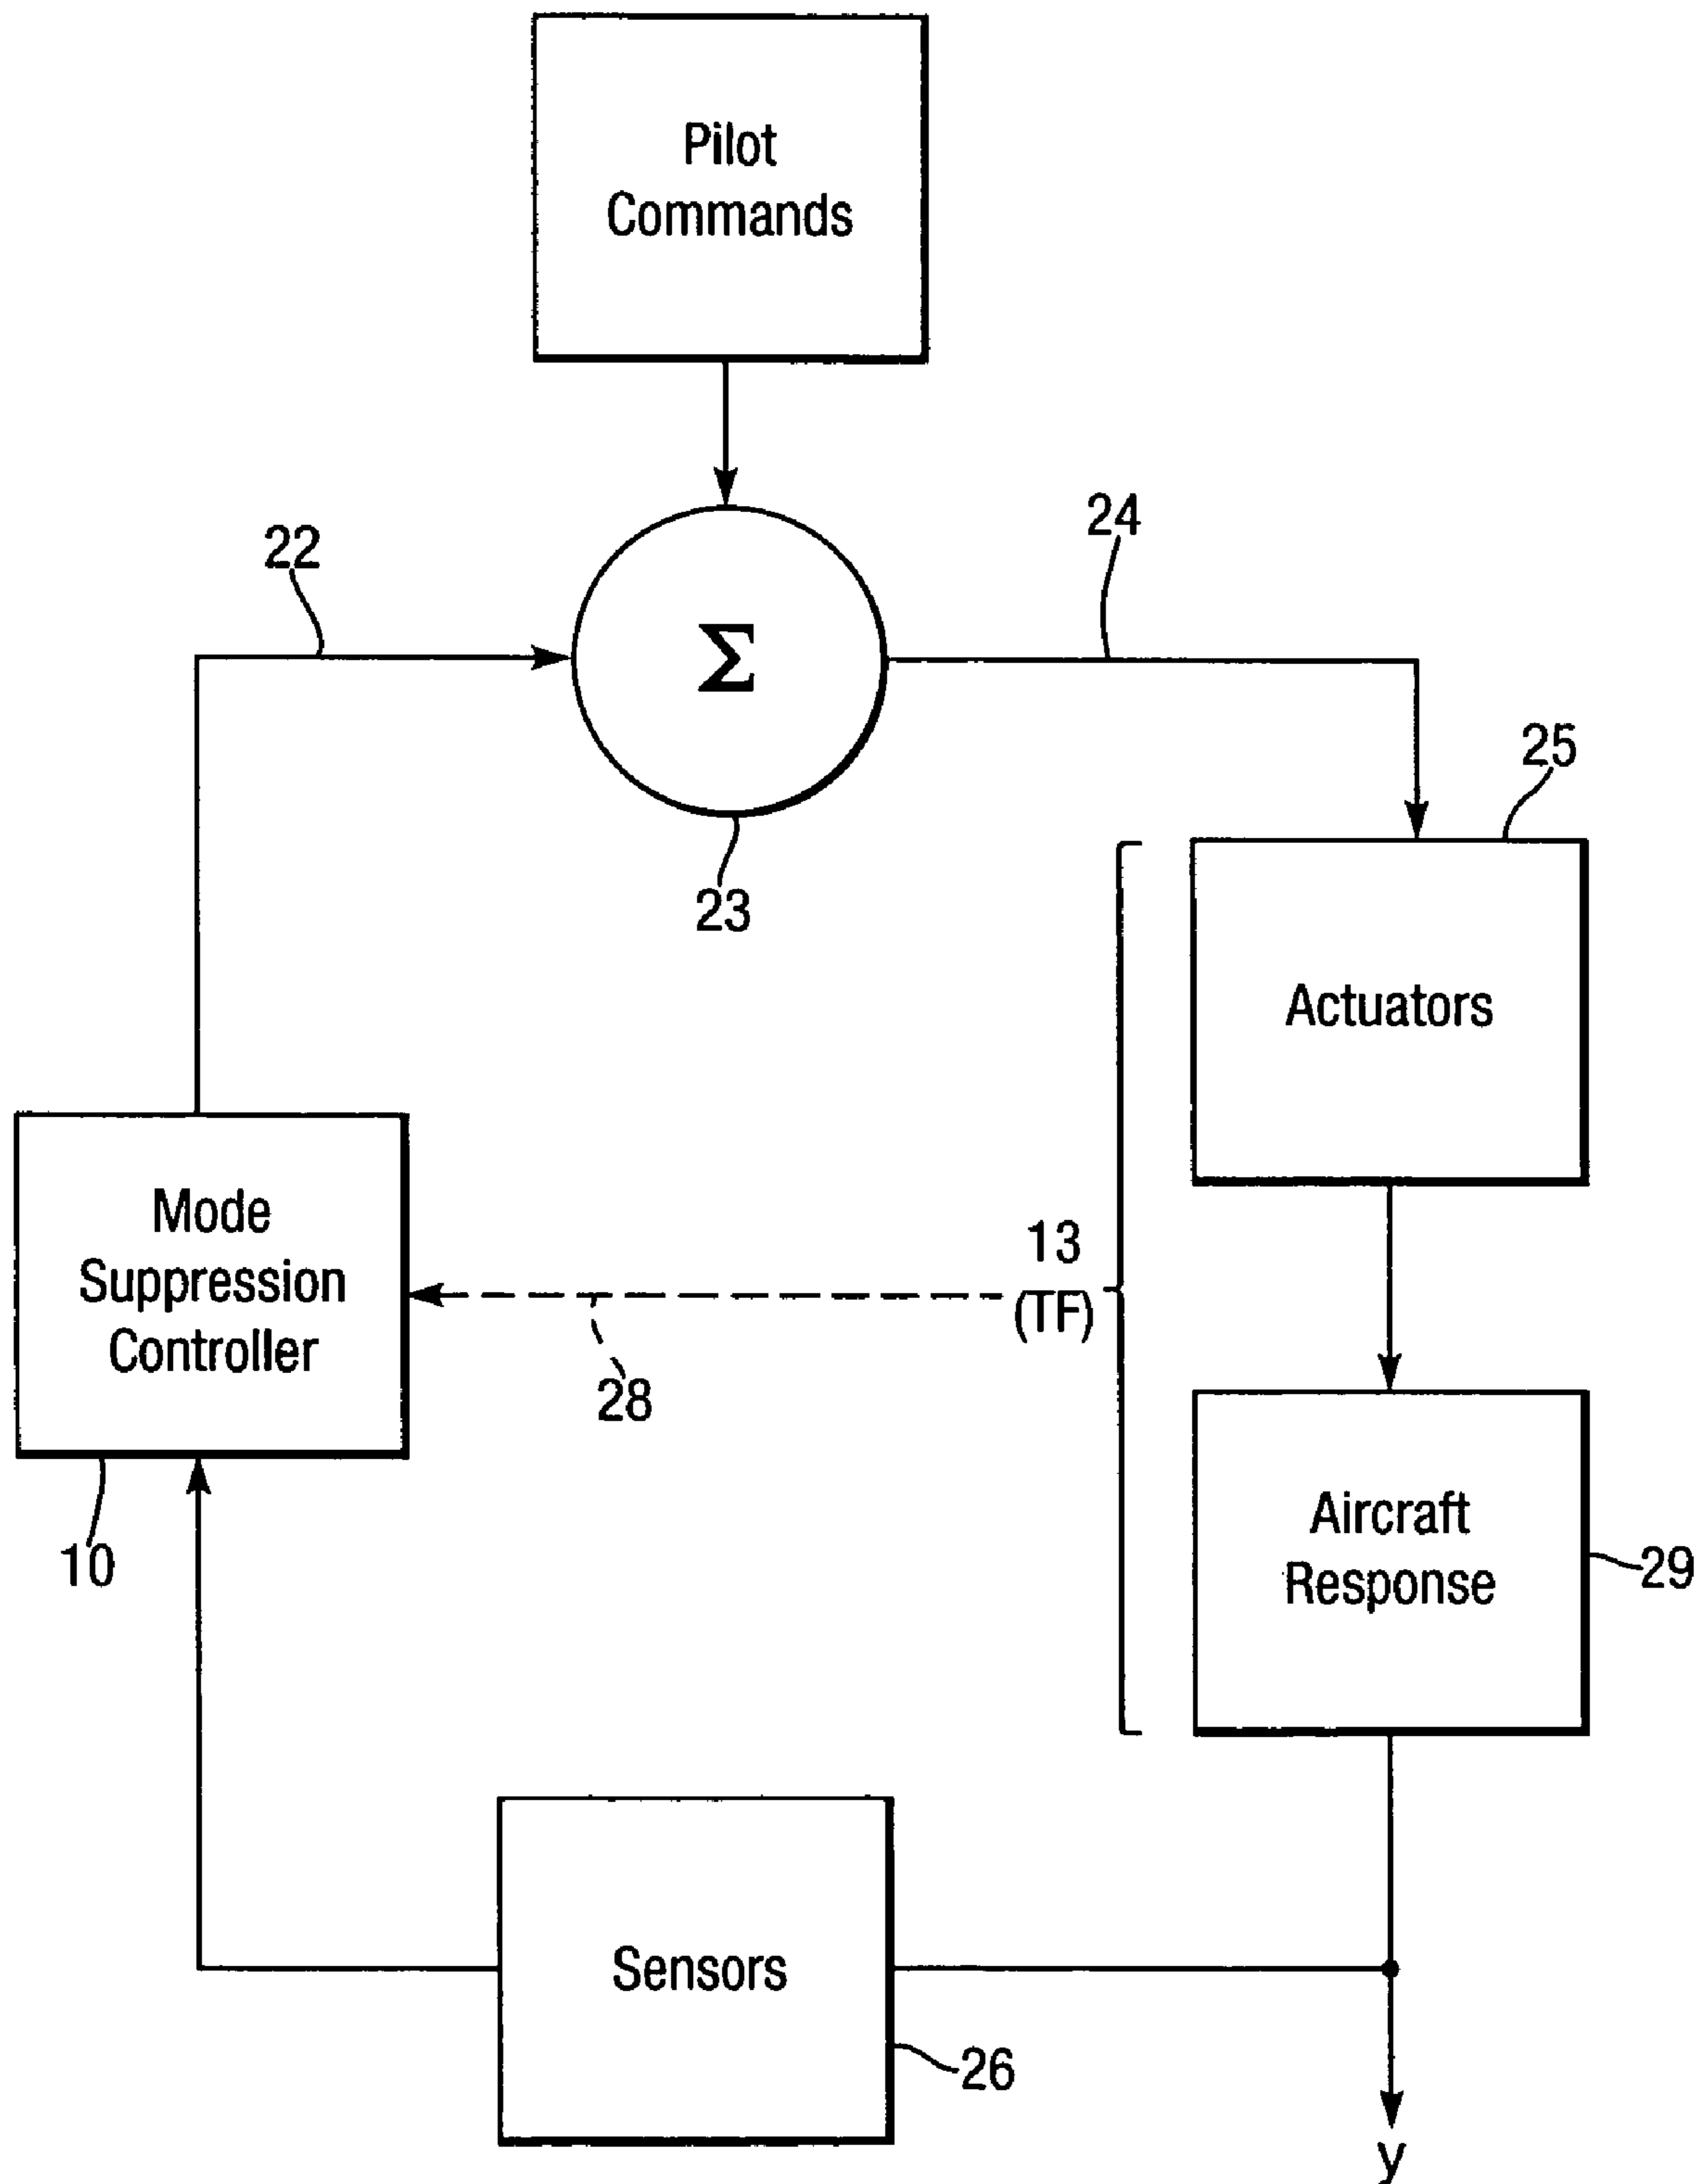 Pilot
Commands
22
24
Σ
25
23
Actuators
Mode
Suppression
Controller
13
(TF)
28
10
Aircraft
Response
29
Sensors
26
y